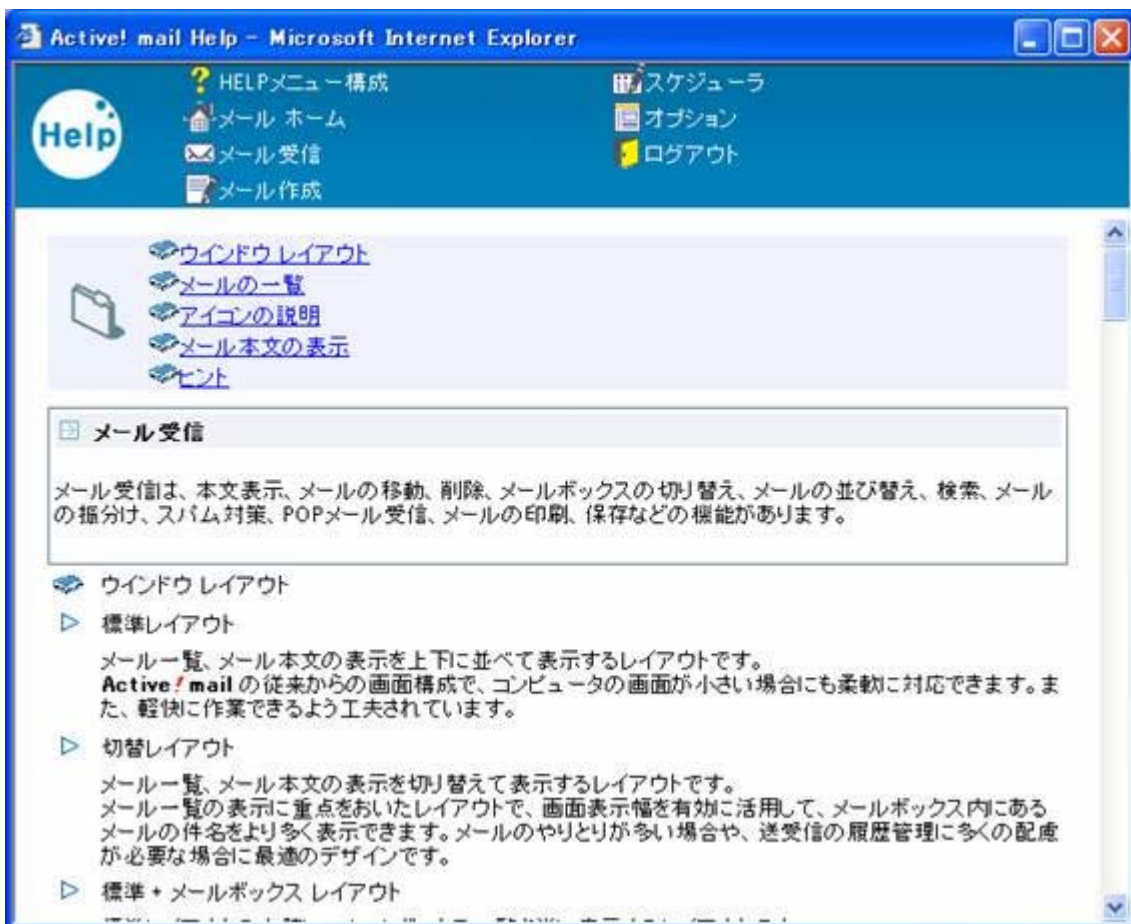 Active! mail Help - Microsoft Internet Explorer
Help
HELPメニュー構成
メール ホーム
メール受信
メール作成
スケジューラ
オプション
ログアウト
ウインドウ レイアウト
メールの一覧
アイコンの説明
メール本文の表示
ヒント
メール受信
メール受信は、本文表示、メールの移動、削除、メールボックスの切り替え、メールの並び替え、検索、メール
の振分け、スパム対策、POPメール受信、メールの印刷、保存などの機能があります。
ウインドウ レイアウト
標準レイアウト
メール一覧、メール本文の表示を上下に並べて表示するレイアウトです。
Active! mail の従来からの画面構成で、コンピュータの画面が小さい場合にも柔軟に対応できます。ま
た、軽快に作業できるよう工夫されています。
切替レイアウト
メール一覧、メール本文の表示を切り替えて表示するレイアウトです。
メール一覧の表示に重点をおいたレイアウトで、画面表示幅を有効に活用して、メールボックス内にある
メールの件名をより多く表示できます。メールのやりとりが多い場合や、送受信の履歴管理に多くの配慮
が必要な場合に最適のデザインです。
標準 + メールボックス レイアウト